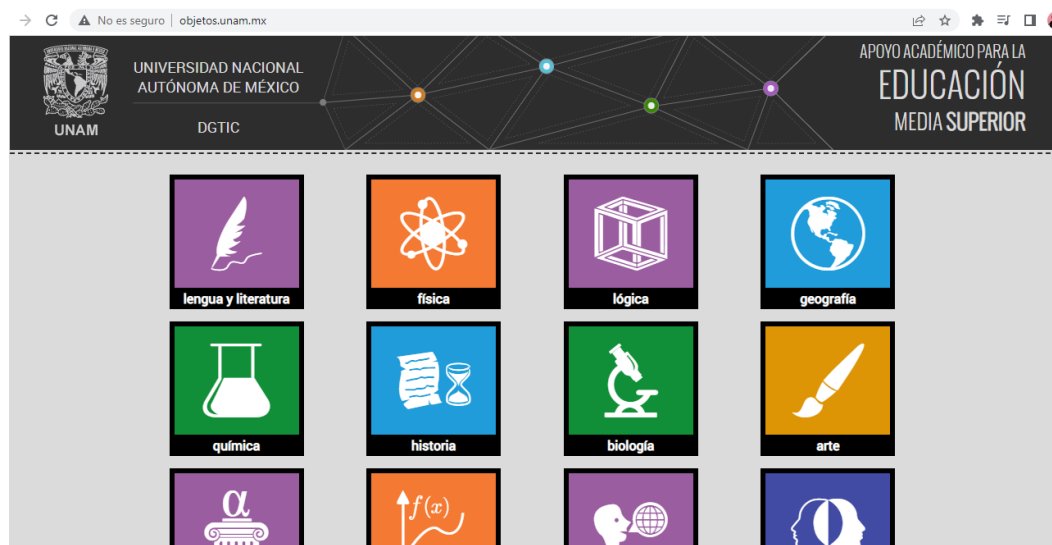 No es seguro | objetos.unam.mx
UNIVERSIDAD NACIONAL
AUTÓNOMA DE MÉXICO
UNAM
DGTIC
APOYO ACADÉMICO PARA LA
EDUCACIÓN
MEDIA SUPERIOR
lengua y literatura
física
lógica
geografía
química
historia
biología
arte
α
f(x)